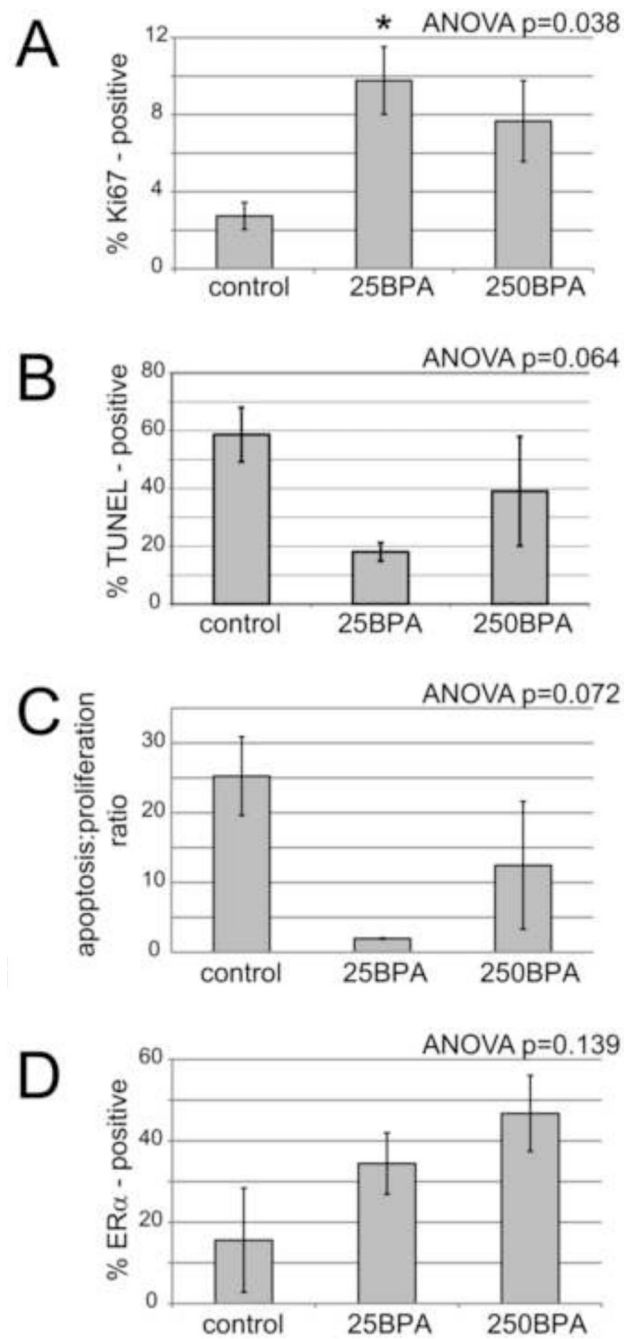 A
* ANOVA p=0.038
% Ki67 - positive
12
8
4
0
control 25BPA 250BPA
B
ANOVA p=0.064
% TUNEL - positive
80
60
40
20
0
control 25BPA 250BPA
C
ANOVA p=0.072
apoptosis:proliferation
ratio
30
20
10
0
control 25BPA 250BPA
D
ANOVA p=0.139
% ERα - positive
60
40
20
0
control 25BPA 250BPA